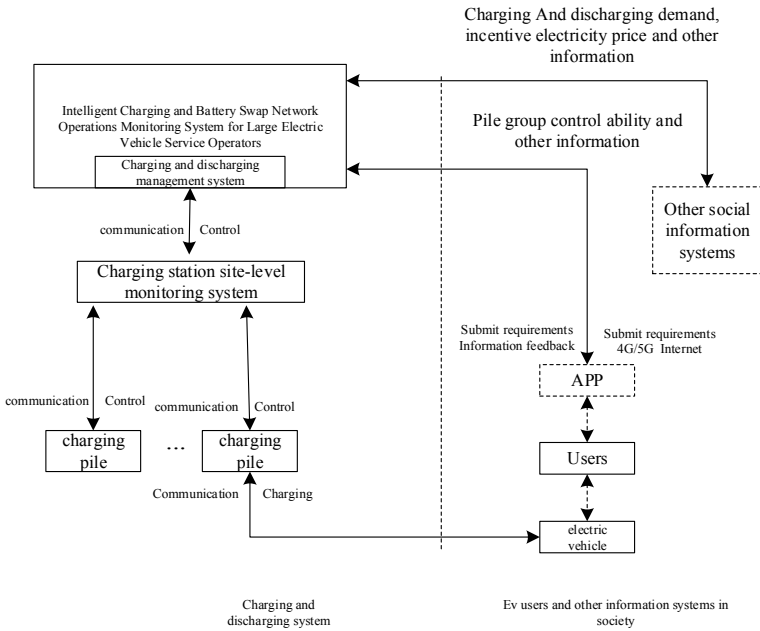 Charging And discharging demand,
incentive electricity price and other
information
Intelligent Charging and Battery Swap Network
Operations Monitoring System for Large Electric
Vehicle Service Operators
Charging and discharging
management system
Pile group control ability and
other information
Other social
information
systems
communication Control
Charging station site-level
monitoring system
Submit requirements
Information feedback
Submit requirements
4G/5G Internet
APP
communication Control
communication Control
charging
pile
...
charging
pile
Users
Communication Charging
electric
vehicle
Charging and
discharging system
Ev users and other information systems in
society